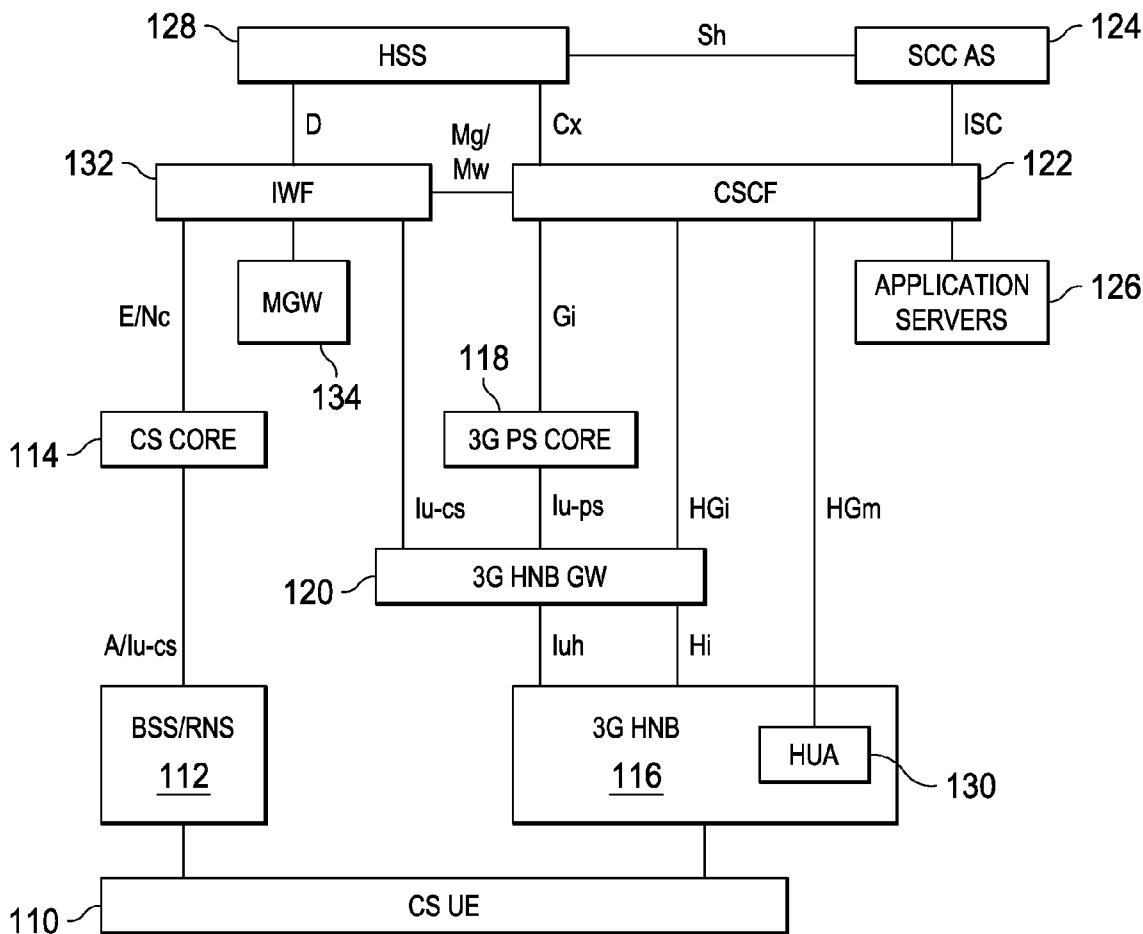 128
HSS
Sh
SCC AS
124
D
Cx
ISC
Mg/
Mw
132
IWF
CSCF
122
MGW
134
APPLICATION
SERVERS
126
E/Nc
Gi
118
114
CS CORE
3G PS CORE
Iu-cs
Iu-ps
HGi
HGm
120
3G HNB GW
A/Iu-cs
Iuh
Hi
BSS/RNS
112
3G HNB
116
HUA
130
110
CS UE